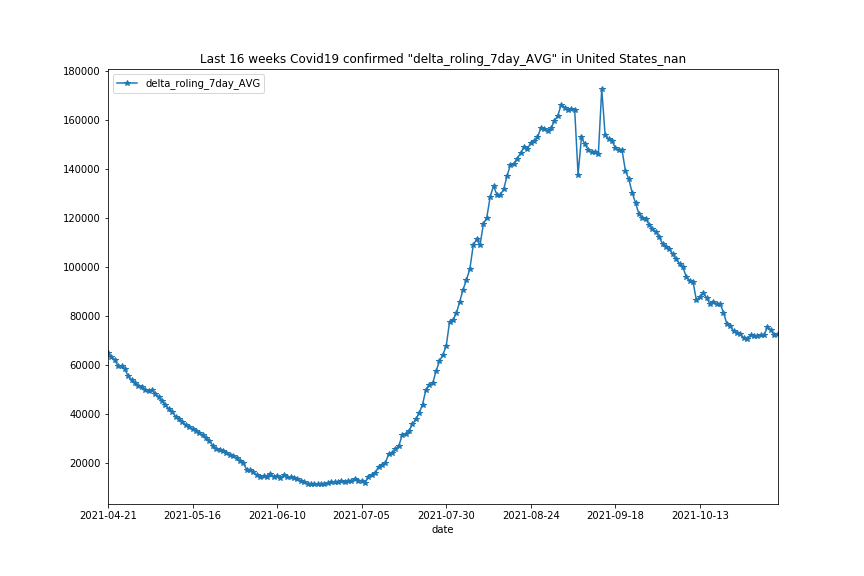 Last 16 weeks Covid19 confirmed "delta_roling_7day_AVG" in United States_nan
delta_roling_7day_AVG
180000
160000
140000
120000
100000
80000
60000
40000
20000
2021-04-21 2021-05-16 2021-06-10 2021-07-05 2021-07-30 2021-08-24 2021-09-18 2021-10-13
date